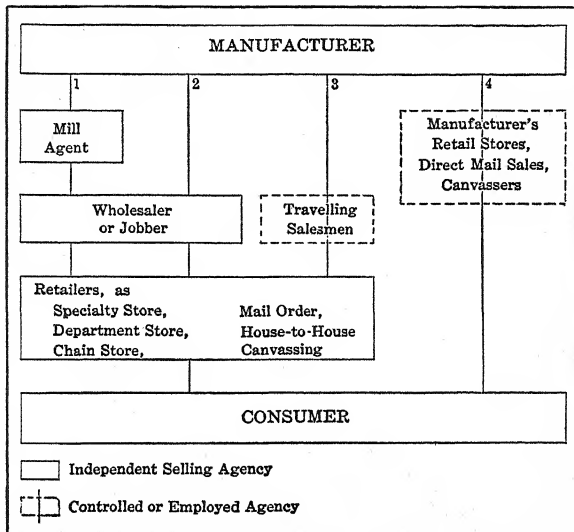 MANUFACTURER
1
2
3
4
Mill
Agent
Manufacturer's
Retail Stores,
Direct Mail Sales,
Canvassers
Wholesaler
or Jobber
Travelling
Salesmen
Retailers, as
Specialty Store,
Department Store,
Chain Store,
Mail Order,
House-to-House
Canvassing
CONSUMER
Independent Selling Agency
Controlled or Employed Agency